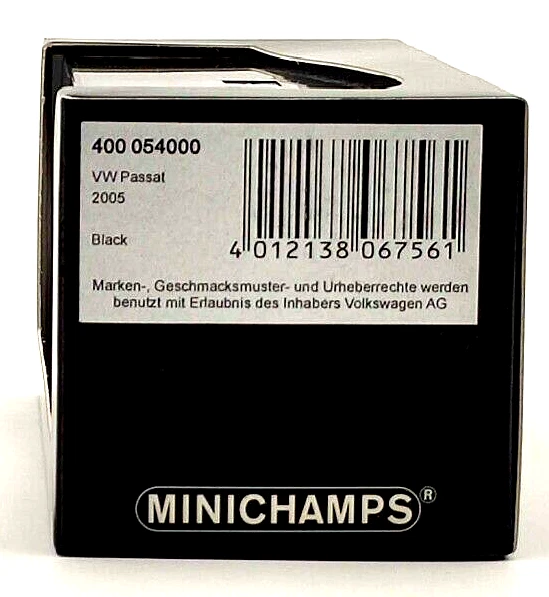 400 054000
VW Passat
2005
Black
4 012138 067561
Marken-, Geschmacksmuster- und Urheberrechte werden
benutzt mit Erlaubnis des Inhabers Volkswagen AG
MINICHAMPS®